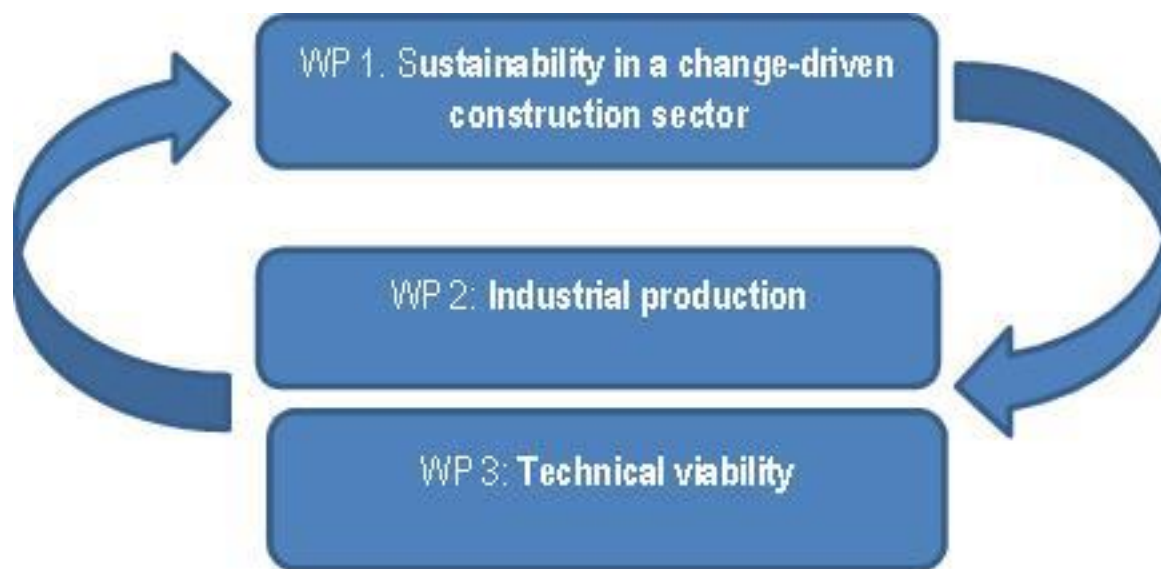 WP 1. Sustainability in a change-driven
construction sector
WP 2: Industrial production
WP 3: Technical viability